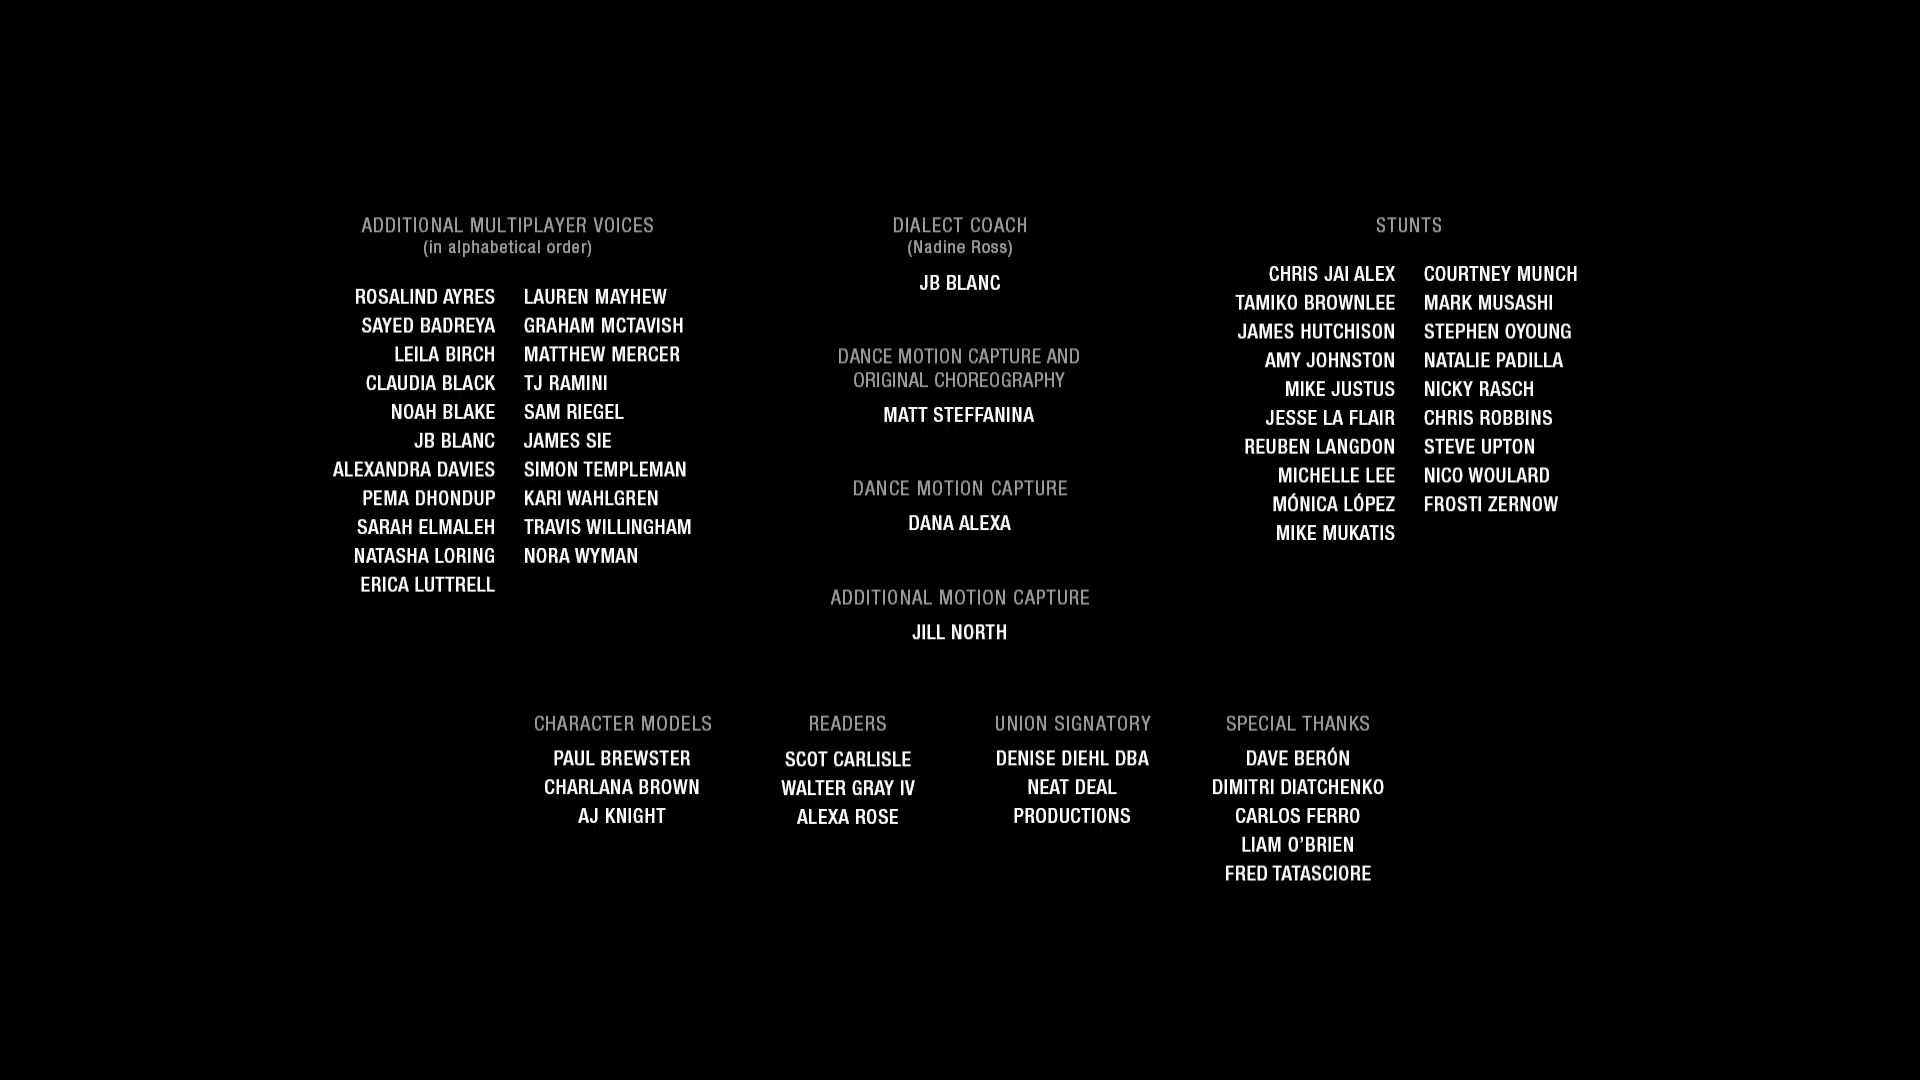 ADDITIONAL MULTIPLAYER VOICES
(in alphabetical order)
ROSALIND AYRES LAUREN MAYHEW
SAYED BADREYA GRAHAM MCTAVISH
LEILA BIRCH MATTHEW MERCER
CLAUDIA BLACK TJ RAMINI
NOAH BLAKE SAM RIEGEL
JB BLANC JAMES SIE
ALEXANDRA DAVIES SIMON TEMPLEMAN
PEMA DHONDUP KARI WAHLGREN
SARAH ELMALEH TRAVIS WILLINGHAM
NATASHA LORING NORA WYMAN
ERICA LUTTRELL
DIALECT COACH
(Nadine Ross)
JB BLANC
DANCE MOTION CAPTURE AND
ORIGINAL CHOREOGRAPHY
MATT STEFFANINA
DANCE MOTION CAPTURE
DANA ALEXA
ADDITIONAL MOTION CAPTURE
JILL NORTH
STUNTS
CHRIS JAI ALEX COURTNEY MUNCH
TAMIKO BROWNLEE MARK MUSASHI
JAMES HUTCHISON STEPHEN OYOUNG
AMY JOHNSTON NATALIE PADILLA
MIKE JUSTUS NICKY RASCH
JESSE LA FLAIR CHRIS ROBBINS
REUBEN LANGDON STEVE UPTON
MICHELLE LEE NICO WOULARD
MÓNICA LÓPEZ FROSTI ZERNOW
MIKE MUKATIS
CHARACTER MODELS
PAUL BREWSTER
CHARLANA BROWN
AJ KNIGHT
READERS
SCOT CARLISLE
WALTER GRAY IV
ALEXA ROSE
UNION SIGNATORY
DENISE DIEHL DBA
NEAT DEAL
PRODUCTIONS
SPECIAL THANKS
DAVE BERÓN
DIMITRI DIATCHENKO
CARLOS FERRO
LIAM O’BRIEN
FRED TATASCIORE